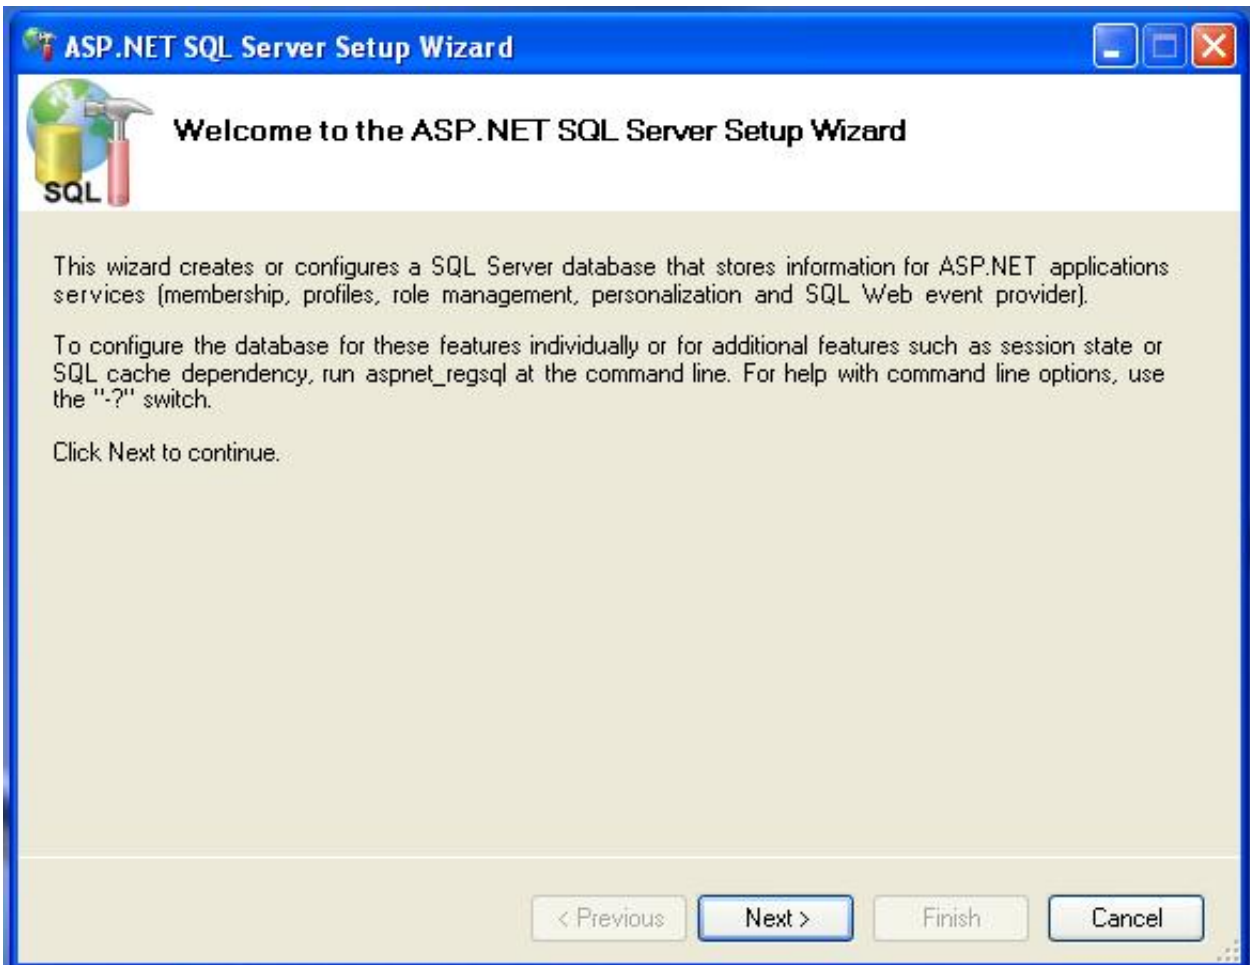 ASP.NET SQL Server Setup Wizard
Welcome to the ASP.NET SQL Server Setup Wizard
SQL
This wizard creates or configures a SQL Server database that stores information for ASP.NET applications
services (membership, profiles, role management, personalization and SQL Web event provider).
To configure the database for these features individually or for additional features such as session state or
SQL cache dependency, run aspnet_regsql at the command line. For help with command line options, use
the "-?" switch.
Click Next to continue.
< Previous Next > Finish Cancel